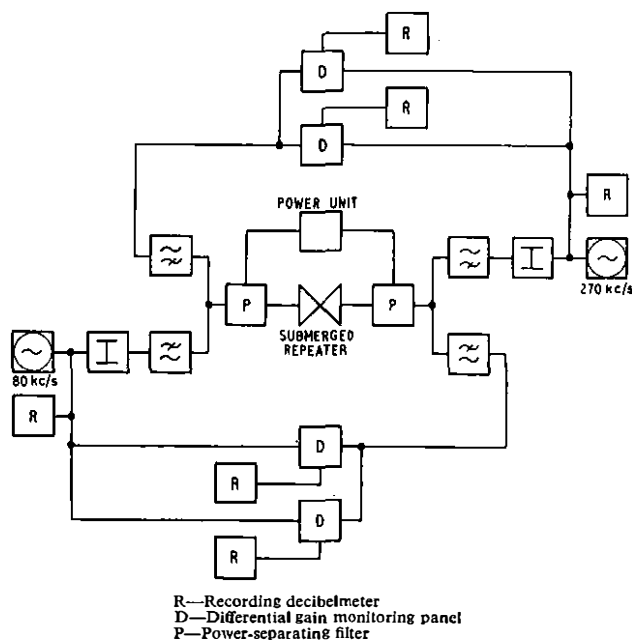 R
D
R
D
POWER UNIT
R
P
P
270 kc/s
SUBMERGED
REPEATER
80 kc/s
R
D
R
D
R
R—Recording decibelmeter
D—Differential gain monitoring panel
P—Power-separating filter